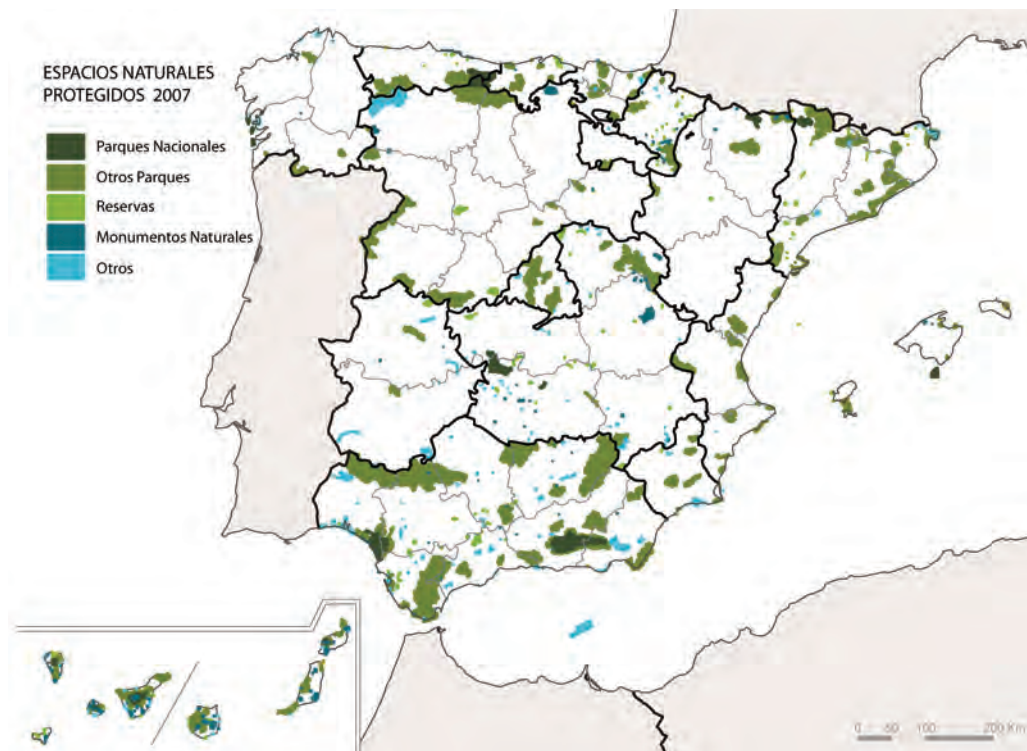 ESPACIOS NATURALES
PROTEGIDOS 2007
Parques Nacionales
Otros Parques
Reservas
Monumentos Naturales
Otros
0 50 100 200 Km